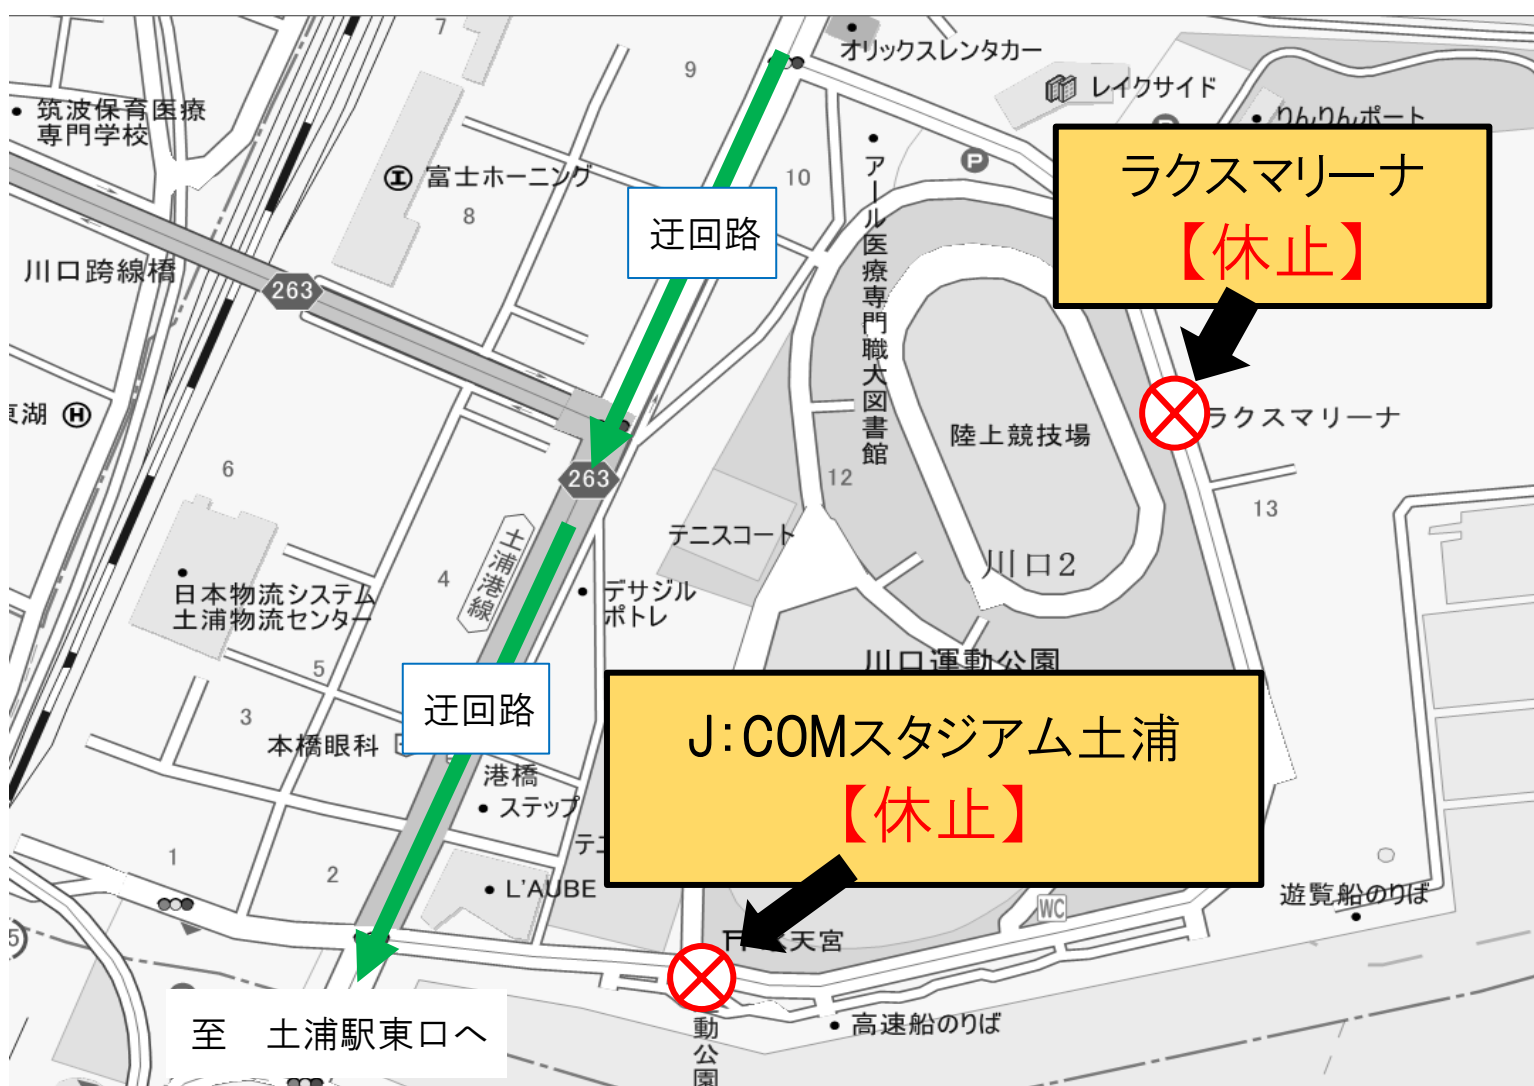 7
オリックスレンタカー
9
レイクサイド
りんりんポート
筑波保育医療
専門学校
ラクスマリーナ
【休止】
P
富士ホーニング
10
8
アール医療専門職大図書館
迂回路
川口跨線橋
263
東湖 H
ラクスマリーナ
陸上競技場
6
263
12
13
テニスコート
土浦港線
川口2
4
デサジル
ポトレ
日本物流システム
土浦物流センター
5
川口運動公園
迂回路
3
本橋眼科
J:COMスタジアム土浦
【休止】
港橋
ステップ
テニ
1
2
L'AUBE
遊覧船のりば
WC
天宮
至 土浦駅東口へ
高速船のりば
動公園